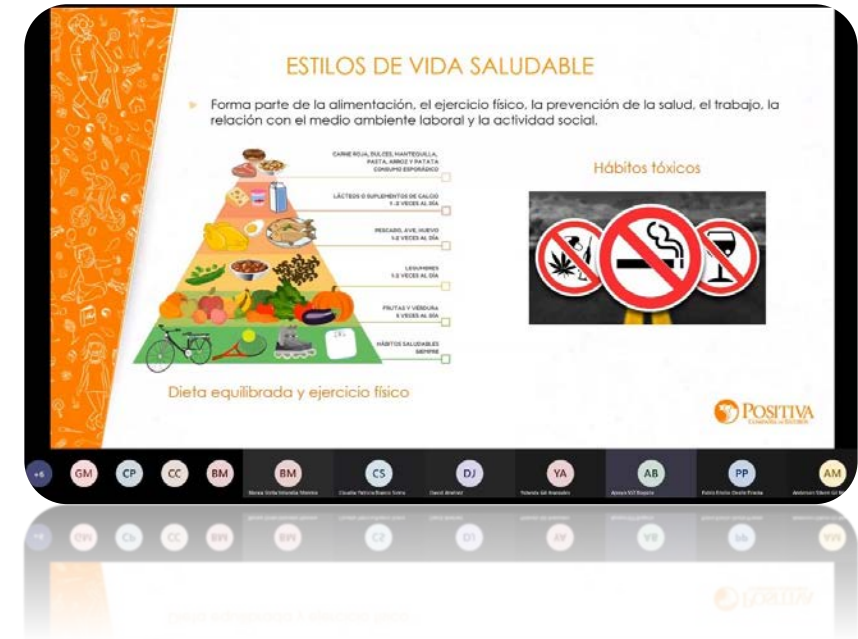 ESTILOS DE VIDA SALUDABLE
Forma parte de la alimentación, el ejercicio físico, la prevención de la salud, el trabajo, la
relación con el medio ambiente laboral y la actividad social.
CARNE ROJA, DULCES, MANTEQUILLA,
PASTA, ARROZ Y PATATA
CONSUMO ESPORÁDICO
LÁCTEOS O SUPLEMENTOS DE CALCIO
1-2 VECES AL DÍA
PESCADO, AVE, HUEVO
1-2 VECES AL DÍA
LEGUMBRES
1-2 VECES AL DÍA
FRUTAS Y VERDURA
5 VECES AL DÍA
HÁBITOS SALUDABLES
SIEMPRE
Dieta equilibrada y ejercicio físico
Hábitos tóxicos
POSITIVA
COMPAÑÍA DE SEGUROS
+6 GM CP CC BM BM CS DJ YA AB PP AM